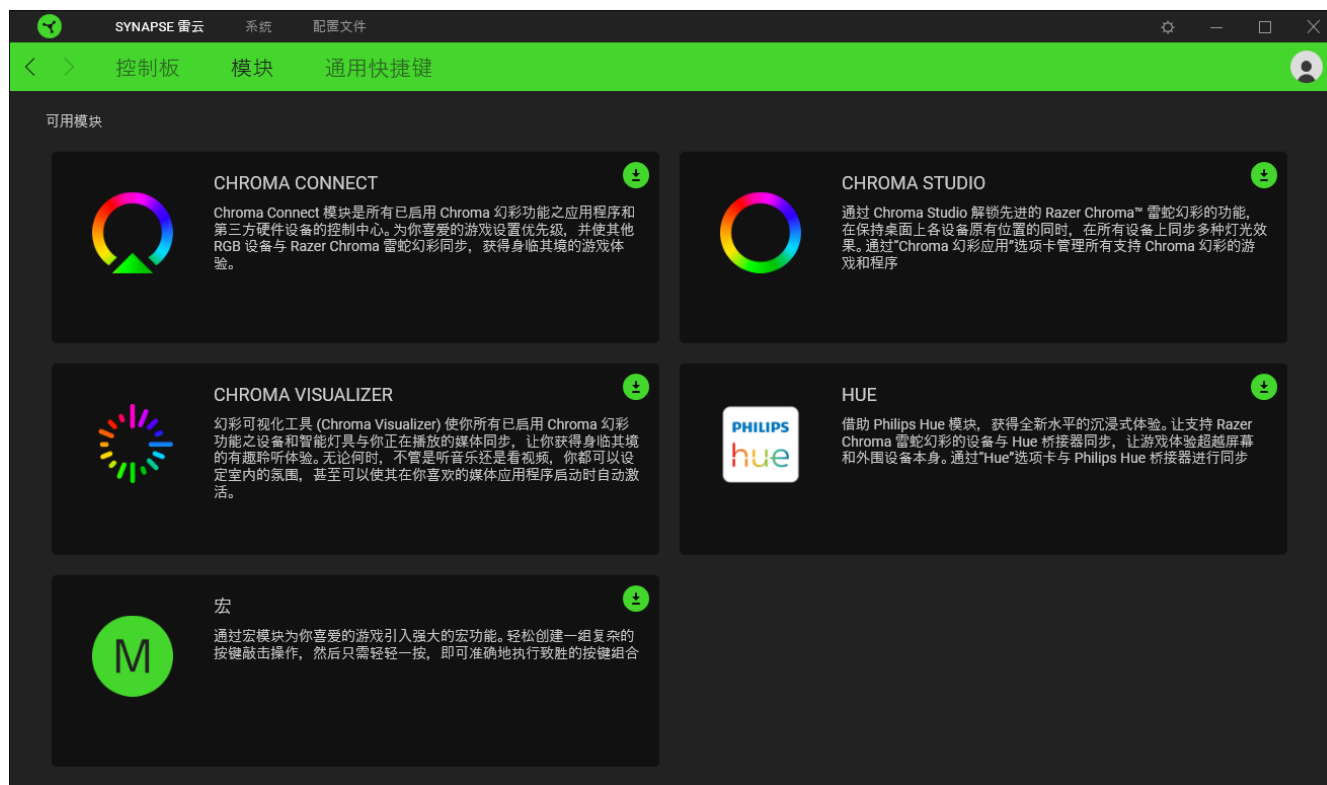 SYNAPSE 雷云
系统
配置文件
控制板
模块
通用快捷键
可用模块
CHROMA CONNECT
Chroma Connect 模块是所有已启用 Chroma 幻彩功能之应用程序和
第三方硬件设备的控制中心。为你喜爱的游戏设置优先级，并使其他
RGB 设备与 Razer Chroma 雷蛇幻彩同步，获得身临其境的游戏体
验。
CHROMA STUDIO
通过 Chroma Studio 解锁先进的 Razer Chroma™ 雷蛇幻彩的功能，
在保持桌面上各设备原有位置的同时，在所有设备上同步多种灯光效
果。通过“Chroma 幻彩应用”选项卡管理所有支持 Chroma 幻彩的游
戏和程序
CHROMA VISUALIZER
幻彩可视化工具 (Chroma Visualizer) 使你所有已启用 Chroma 幻彩
功能之设备和智能灯具与你正在播放的媒体同步，让你获得身临其境
的有趣聆听体验。无论何时，不管是听音乐还是看视频，你都可以设
定室内的氛围，甚至可以使其在你喜欢的媒体应用程序启动时自动激
活。
PHILIPS
hue
HUE
借助 Philips Hue 模块，获得全新水平的沉浸式体验。让支持 Razer
Chroma 雷蛇幻彩的设备与 Hue 桥接器同步，让游戏体验超越屏幕
和外围设备本身。通过“Hue”选项卡与 Philips Hue 桥接器进行同步
M
宏
通过宏模块为你喜爱的游戏引入强大的宏功能。轻松创建一组复杂的
按键敲击操作，然后只需轻轻一按，即可准确地执行致胜的按键组合